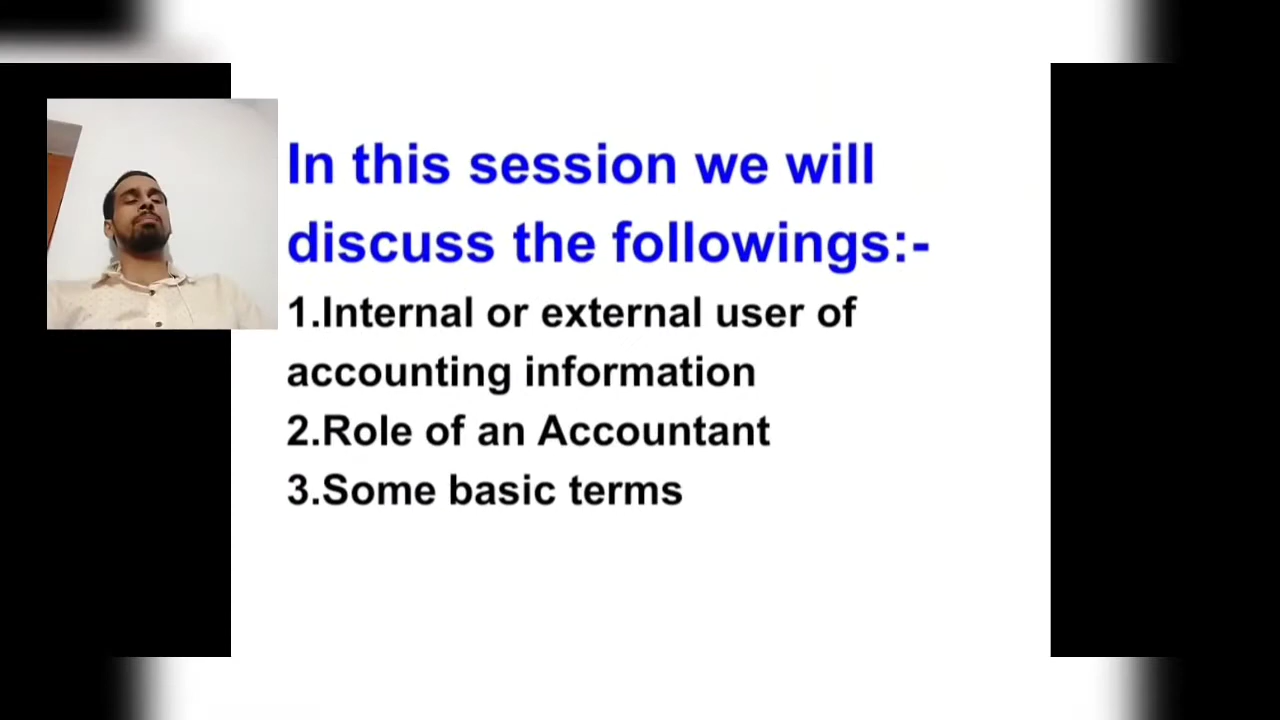 In this session we will
discuss the followings:-
1.Internal or external user of
accounting information
2.Role of an Accountant
3.Some basic terms